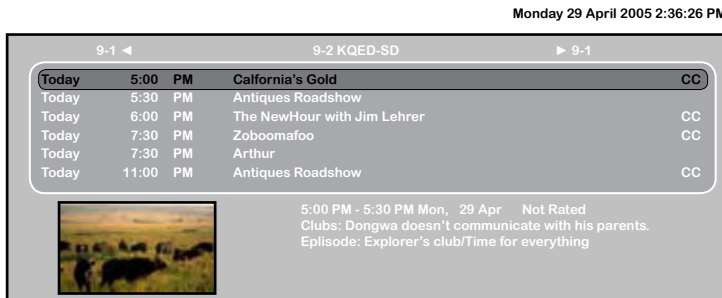 Monday 29 April 2005 2:36:26 PM
9-1 ◄ 9-2 KQED-SD ► 9-1
Today 5:00 PM Calfornia's Gold CC
Today 5:30 PM Antiques Roadshow
Today 6:00 PM The NewHour with Jim Lehrer CC
Today 7:30 PM Zoboomafoo CC
Today 7:30 PM Arthur
Today 11:00 PM Antiques Roadshow CC
5:00 PM - 5:30 PM Mon, 29 Apr Not Rated
Clubs: Dongwa doesn't communicate with his parents.
Eplisode: Explorer's club/Time for everything